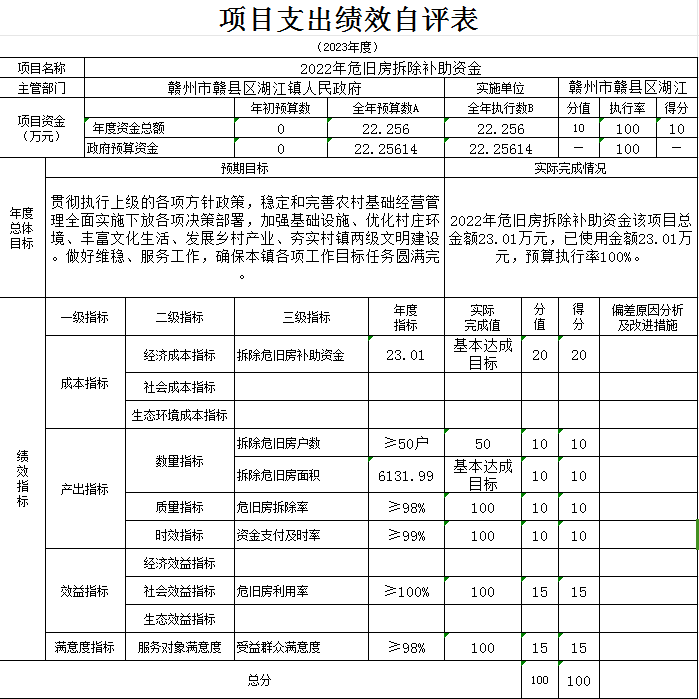 项目支出绩效自评表
（2023年度）
项目名称 2022年危旧房拆除补助资金
主管部门 赣州市赣县区湖江镇人民政府 实施单位 赣州市赣县区湖江
项目资金
（万元）
年初预算数 全年预算数A 全年执行数B 分值 执行率 得分
年度资金总额 0 22.256 22.256 10 100 10
政府预算资金 0 22.25614 22.25614 — 100 —
年度
总体
目标
预期目标 实际完成情况
贯彻执行上级的各项方针政策，稳定和完善农村基础经营管
理全面实施下放各项决策部署，加强基础设施、优化村庄环
境、丰富文化生活、发展乡村产业、夯实村镇两级文明建设
。做好维稳、服务工作，确保本镇各项工作目标任务圆满完
。
2022年危旧房拆除补助资金该项目总
金额23.01万元，已使用金额23.01万
元，预算执行率100%。
绩
效
指
标
一级指标 二级指标 三级指标 年度
指标
实际
完成值
分
值
得
分
偏差原因分析
及改进措施
成本指标
经济成本指标 拆除危旧房补助资金 23.01 基本达成
目标
20 20
社会成本指标
生态环境成本指标
产出指标
数量指标
拆除危旧房户数 ≥50户 50 10 10
拆除危旧房面积 6131.99 基本达成
目标
10 10
质量指标 危旧房拆除率 ≥98% 100 10 10
时效指标 资金支付及时率 ≥99% 100 10 10
效益指标
经济效益指标
社会效益指标 危旧房利用率 ≥100% 100 15 15
生态效益指标
满意度指标 服务对象满意度 受益群众满意度 ≥98% 100 15 15
总分 100 100